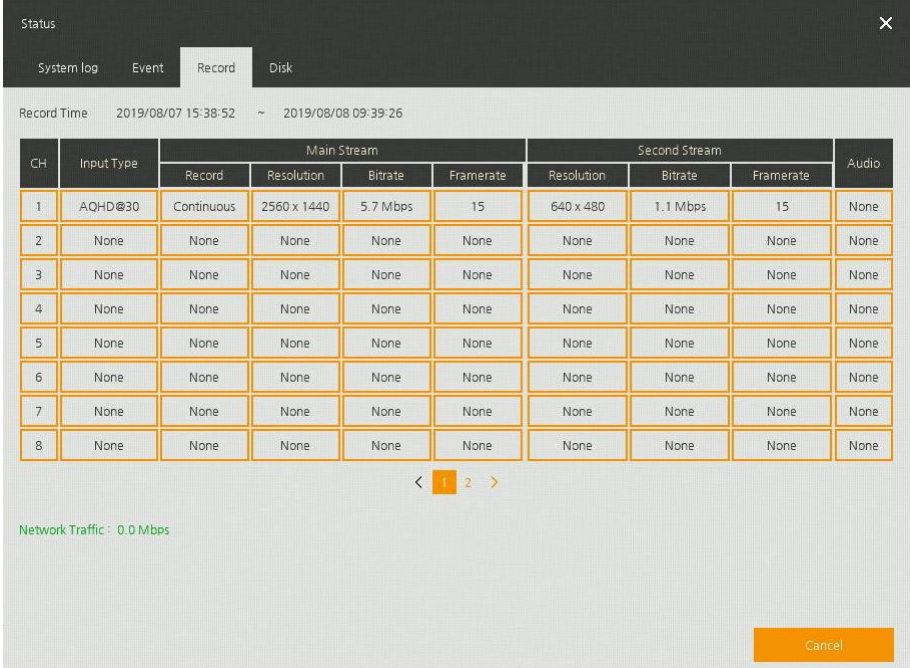 Status
System log Event Record Disk
Record Time 2019/08/07 15:38:52 ~ 2019/08/08 09:39:26
CH Input Type Main Stream Second Stream Audio
Record Resolution Bitrate Framerate Resolution Bitrate Framerate
1 AQHD@30 Continuous 2560 x 1440 5.7 Mbps 15 640 x 480 1.1 Mbps 15 None
2 None None None None None None None None None
3 None None None None None None None None None
4 None None None None None None None None None
5 None None None None None None None None None
6 None None None None None None None None None
7 None None None None None None None None None
8 None None None None None None None None None
< 1 2 >
Network Traffic : 0.0 Mbps
Cancel